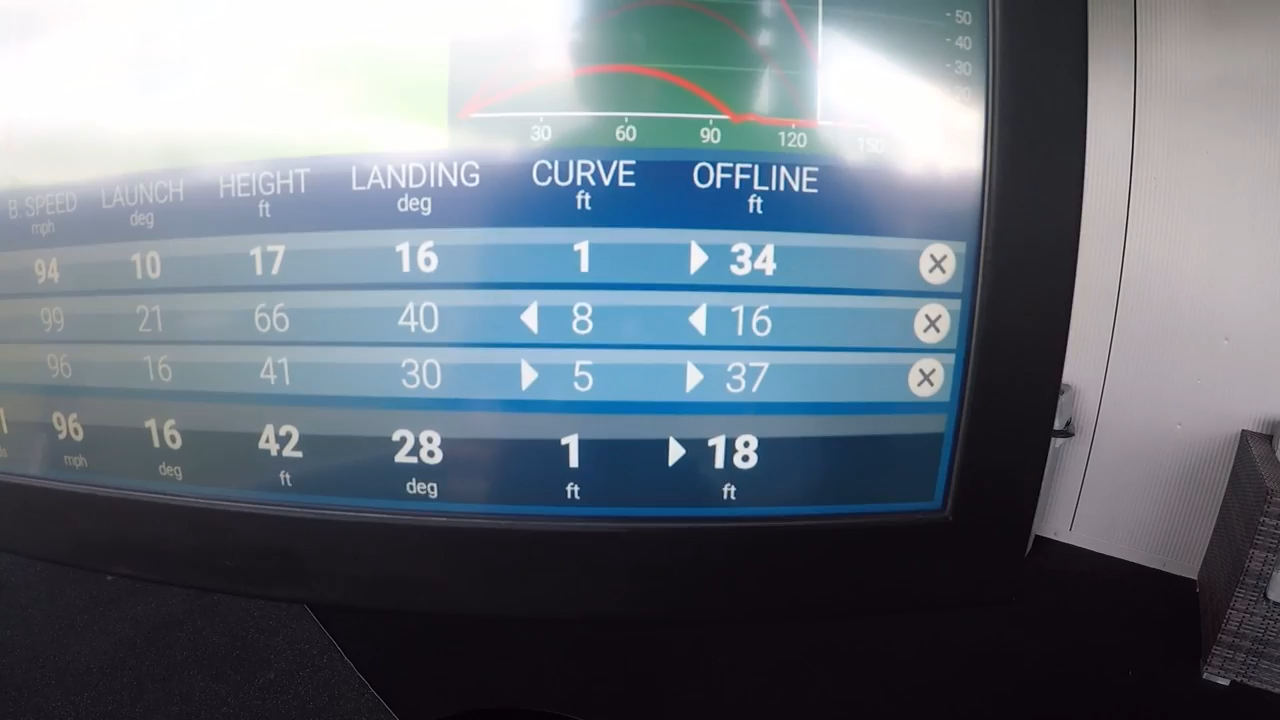 - 50
- 40
- 30
30 60 90 120 150
B. SPEED LAUNCH HEIGHT LANDING CURVE OFFLINE
mph deg ft deg ft ft
94 10 17 16 1 34
99 21 66 40 8 16
96 16 41 30 5 37
96 16 42 28 1 18
mph deg ft deg ft ft